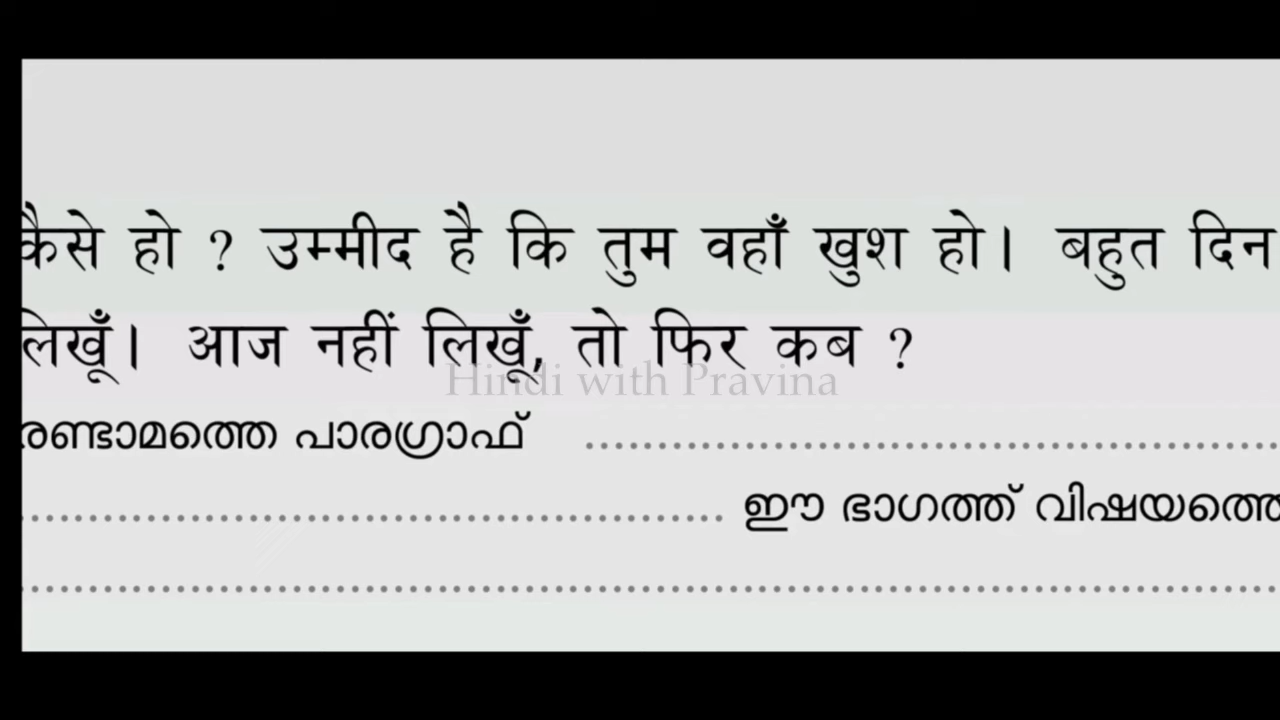 कैसे हो ? उम्मीद है कि तुम वहाँ खुश हो। बहुत दिन
लिखूँ। आज नहीं लिखूँ, तो फिर कब ?
Hindi with Pravina
രണ്ടാമത്തെ പാരഗ്രാഫ് ........................................
........................................ ഈ ഭാഗത്ത് വിഷയത്തെ
................................................................................